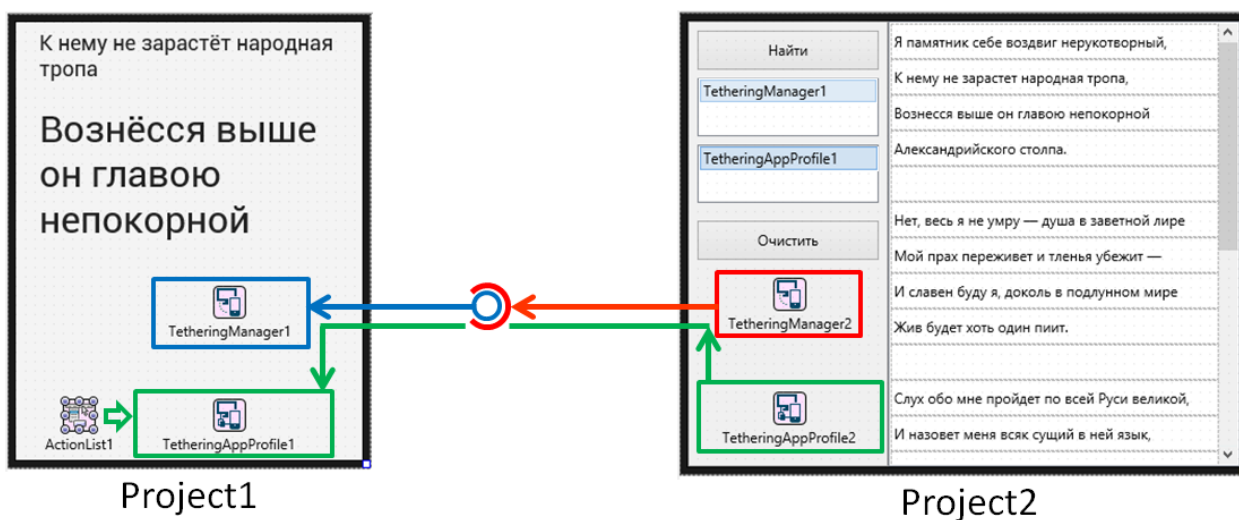 К нему не зарастёт народная
тропа
Вознёсся выше
он главою
непокорной
TetheringManager1
ActionList1
TetheringAppProfile1
Project1
Найти
TetheringManager1
TetheringAppProfile1
Очистить
TetheringManager2
TetheringAppProfile2
Я памятник себе воздвиг нерукотворный,
К нему не зарастет народная тропа,
Вознесся выше он главою непокорной
Александрийского столпа.
Нет, весь я не умру — душа в заветной лире
Мой прах переживет и тленья убежит —
И славен буду я, доколь в подлунном мире
Жив будет хоть один пиит.
Слух обо мне пройдет по всей Руси великой,
И назовет меня всяк сущий в ней язык,
Project2